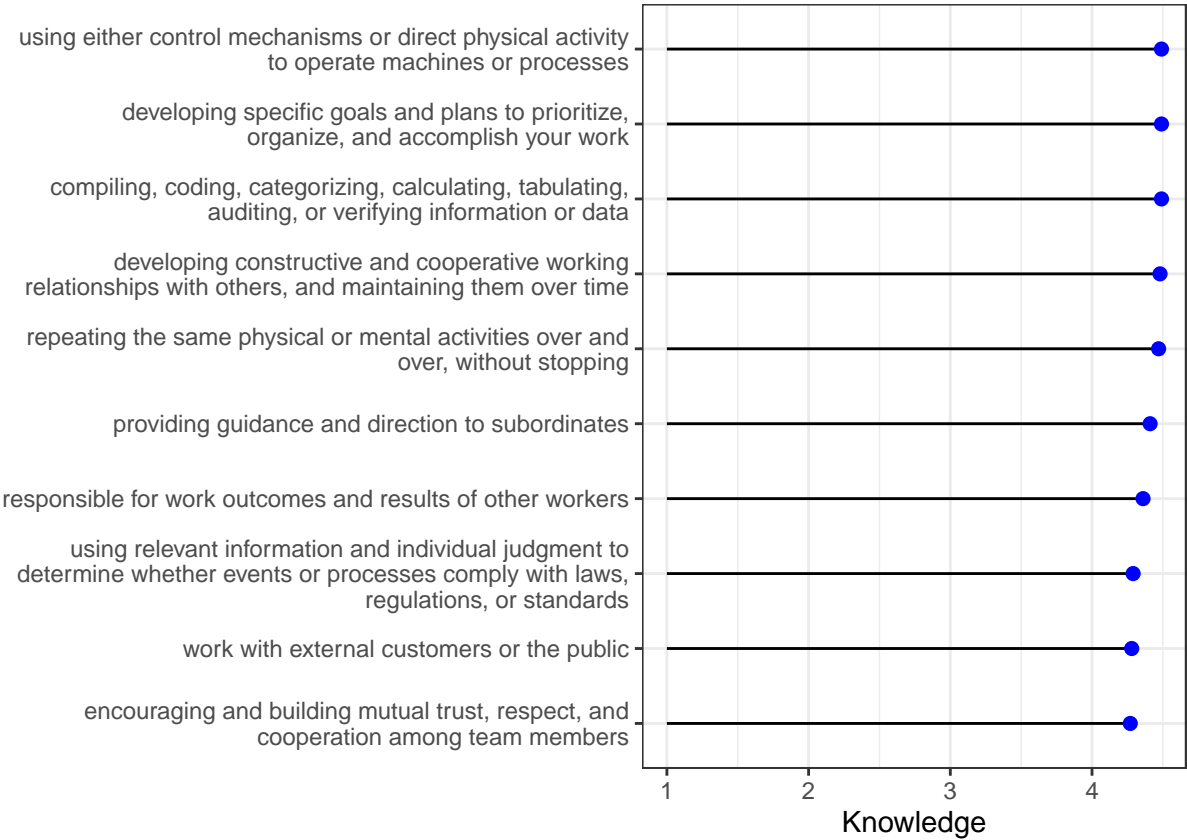 using either control mechanisms or direct physical activity
to operate machines or processes
developing specific goals and plans to prioritize,
organize, and accomplish your work
compiling, coding, categorizing, calculating, tabulating,
auditing, or verifying information or data
developing constructive and cooperative working
relationships with others, and maintaining them over time
repeating the same physical or mental activities over and
over, without stopping
providing guidance and direction to subordinates
responsible for work outcomes and results of other workers
using relevant information and individual judgment to
determine whether events or processes comply with laws,
regulations, or standards
work with external customers or the public
encouraging and building mutual trust, respect, and
cooperation among team members
1 2 3 4
Knowledge